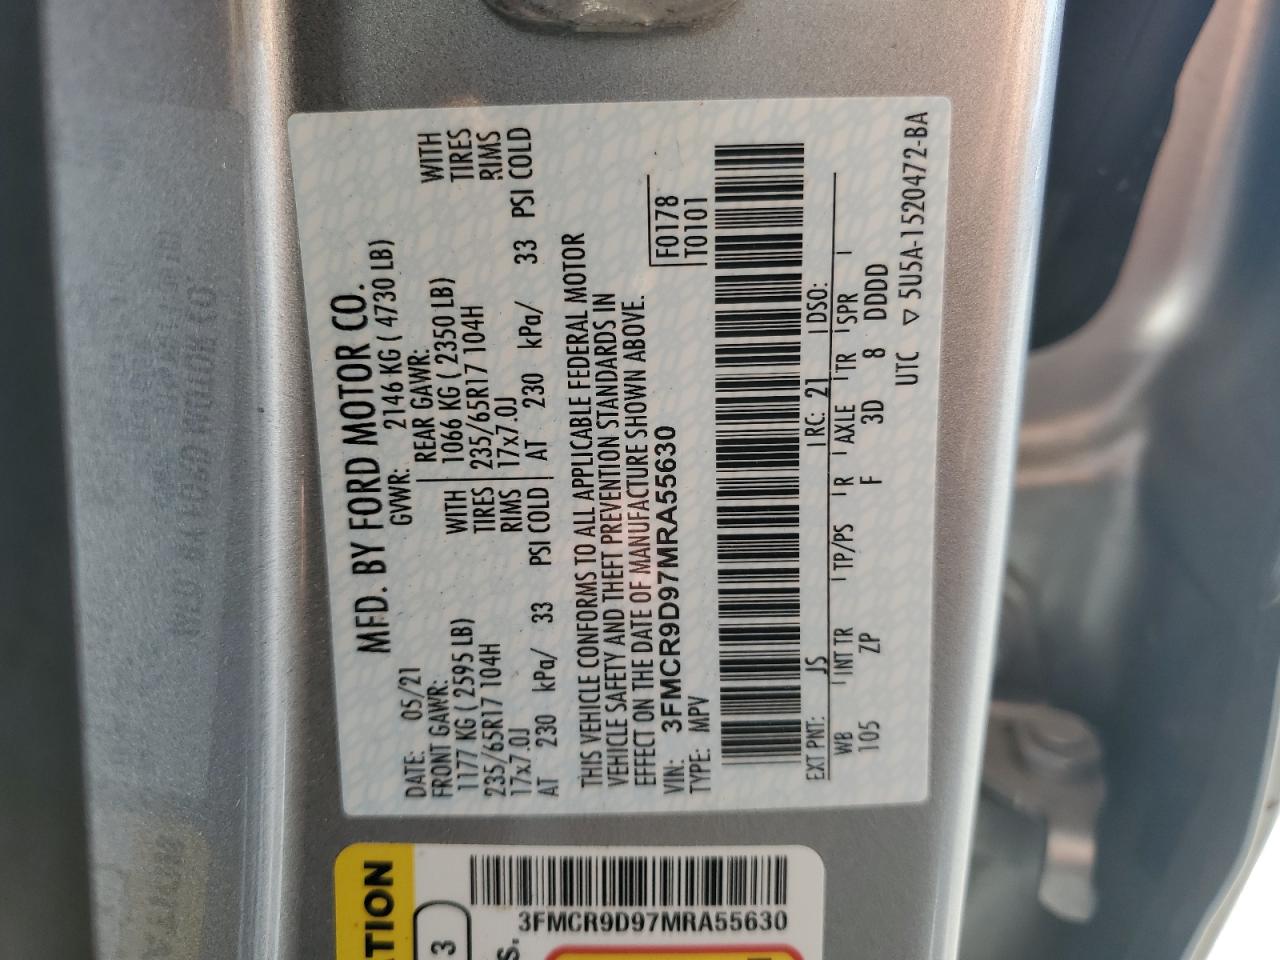 MFD. BY FORD MOTOR CO.
DATE: 05/21 GVWR: 2146 KG ( 4730 LB)
FRONT GAWR: REAR GAWR:
1177 KG ( 2595 LB) WITH 1066 KG ( 2350 LB) WITH
235/65R17 104H TIRES 235/65R17 104H TIRES
17x7.0J RIMS 17x7.0J RIMS
AT 230 kPa/ 33 PSI COLD AT 230 kPa/ 33 PSI COLD
THIS VEHICLE CONFORMS TO ALL APPLICABLE FEDERAL MOTOR
VEHICLE SAFETY AND THEFT PREVENTION STANDARDS IN
EFFECT ON THE DATE OF MANUFACTURE SHOWN ABOVE.
VIN: 3FMCR9D97MRA55630 F0178
TYPE: MPV T0101
EXT PNT: JS RC: 21 DSO:
WB INT TR TP/PS R AXLE TR SPR
105 ZP F 3D 8 DDDD
UTC ▽ 5U5A-1520472-BA
ATION
3
3FMCR9D97MRA55630
S.